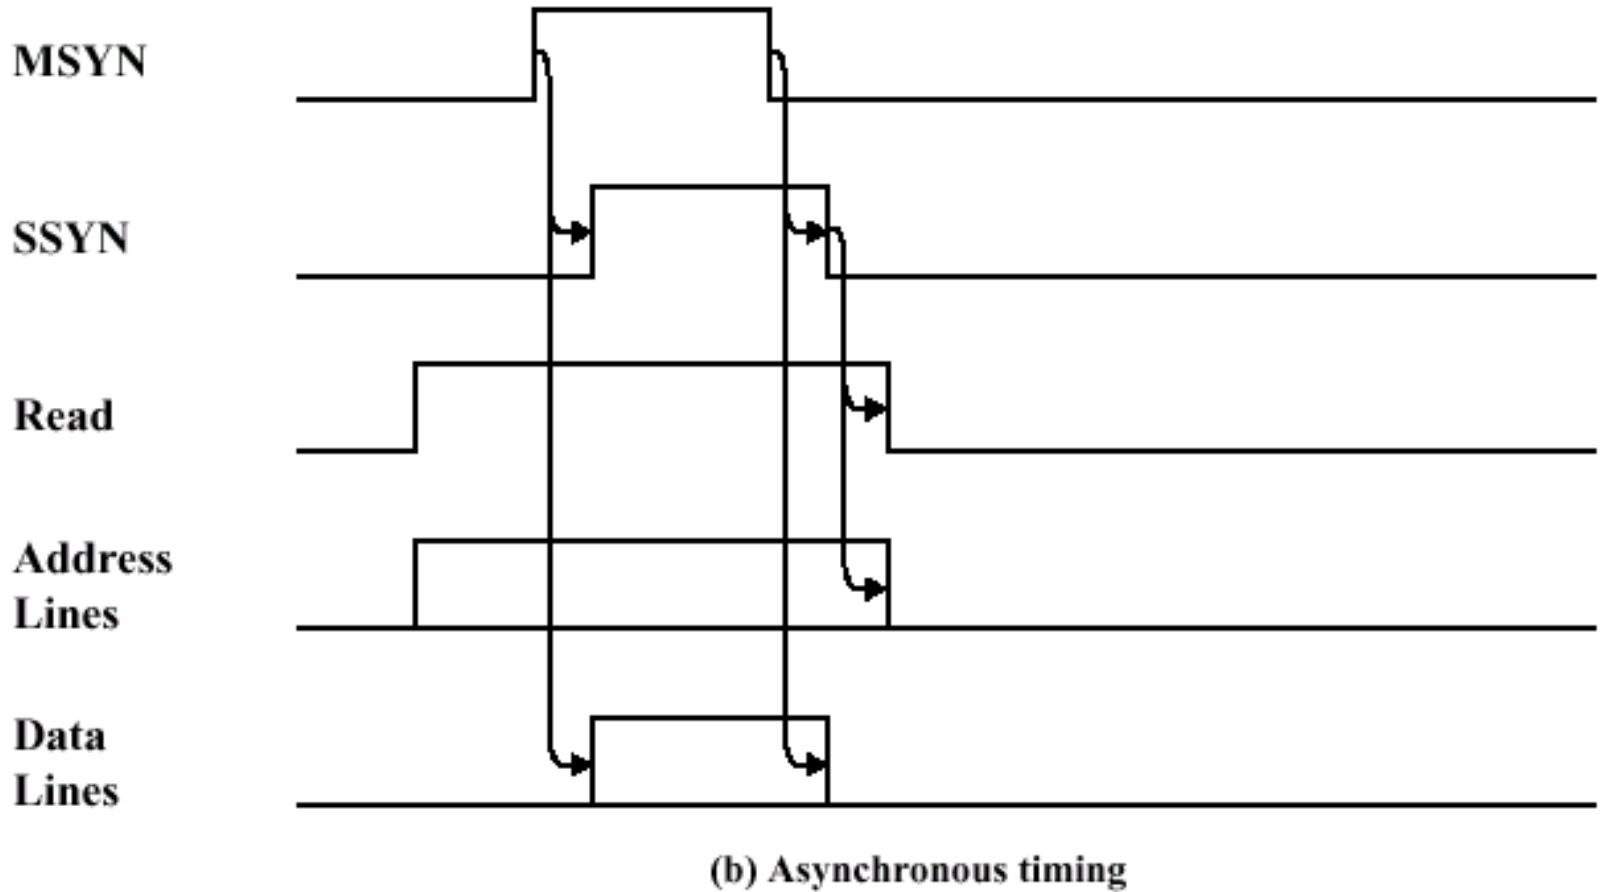 MSYN
SSYN
Read
Address
Lines
Data
Lines
(b) Asynchronous timing